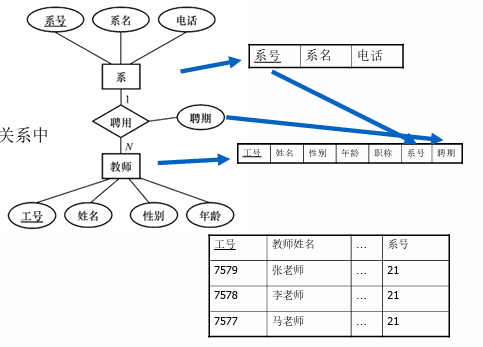 系号 系名 电话
系
系号 系名 电话
1
聘用 聘期
关系中
N
教师
工号 姓名 性别 年龄 职称 系号 聘期
工号 姓名 性别 年龄
工号 教师姓名 … 系号
7579 张老师 … 21
7578 李老师 … 21
7577 马老师 … 21